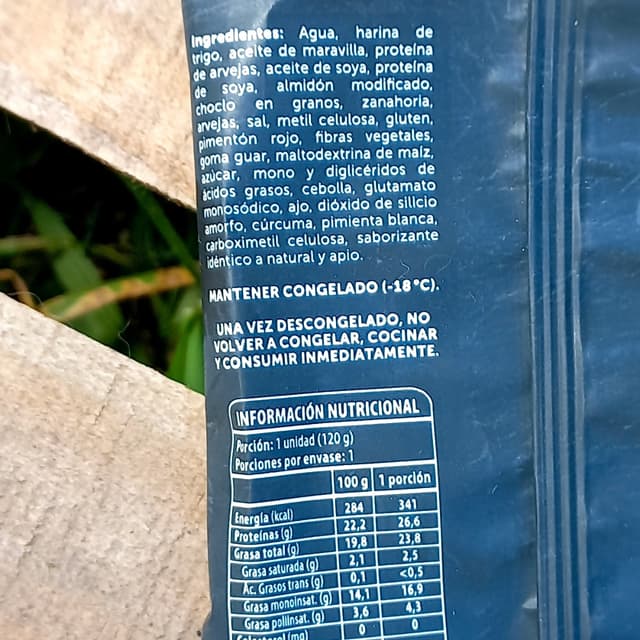 Ingredientes: Agua, harina de
trigo, aceite de maravilla, proteína
de arvejas, aceite de soya, proteína
de soya, almidón modificado,
choclo en granos, zanahoria,
arvejas, sal, metil celulosa, gluten,
pimentón rojo, fibras vegetales,
goma guar, maltodextrina de maíz,
azúcar, mono y diglicéridos de
ácidos grasos, cebolla, glutamato
monosódico, ajo, dióxido de silicio
amorfo, cúrcuma, pimienta blanca,
carboximetil celulosa, saborizante
idéntico a natural y apio.
MANTENER CONGELADO (-18°C).
UNA VEZ DESCONGELADO, NO
VOLVER A CONGELAR, COCINAR
Y CONSUMIR INMEDIATAMENTE.
INFORMACIÓN NUTRICIONAL
Porción: 1 unidad (120 g)
Porciones por envase: 1
100 g 1 porción
Energía (kcal) 284 341
Proteínas (g) 22,2 26,6
Grasa total (g) 19,8 23,8
Grasa saturada (g) 2,1 2,5
Ac. Grasos trans (g) 0,1 <0,5
Grasa monoinsat. (g) 14,1 16,9
Grasa poliinsat. (g) 3,6 4,3
Colesterol (mg) 0 0